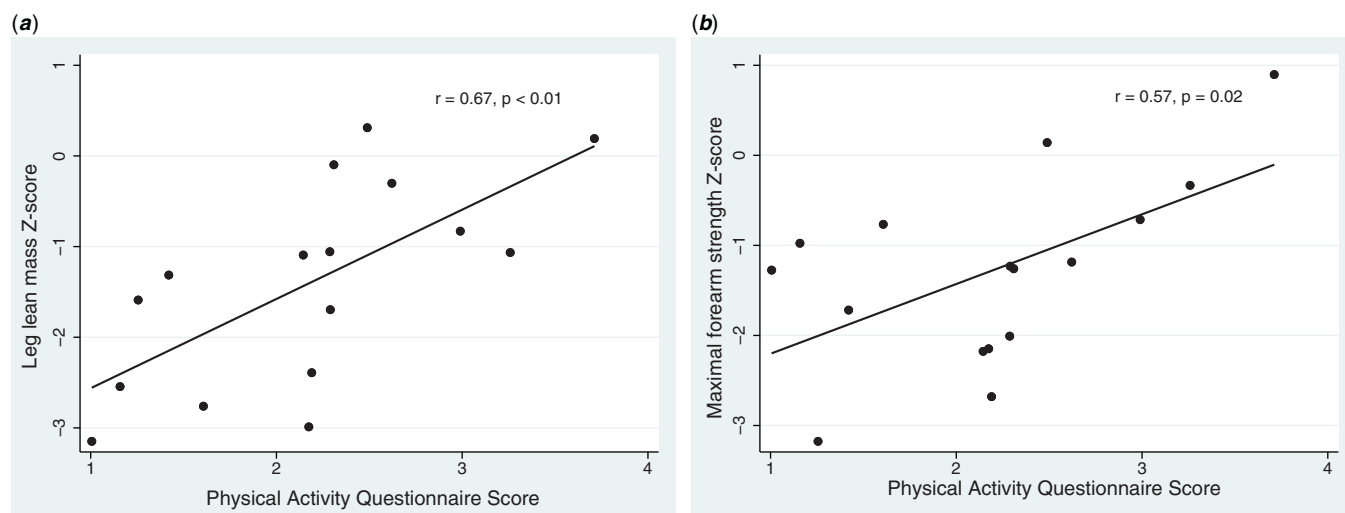 (a)
r = 0.67, p < 0.01
Leg lean mass Z-score
1
0
-1
-2
-3
1 2 3 4
Physical Activity Questionnaire Score
(b)
r = 0.57, p = 0.02
Maximal forearm strength Z-score
1
0
-1
-2
-3
1 2 3 4
Physical Activity Questionnaire Score